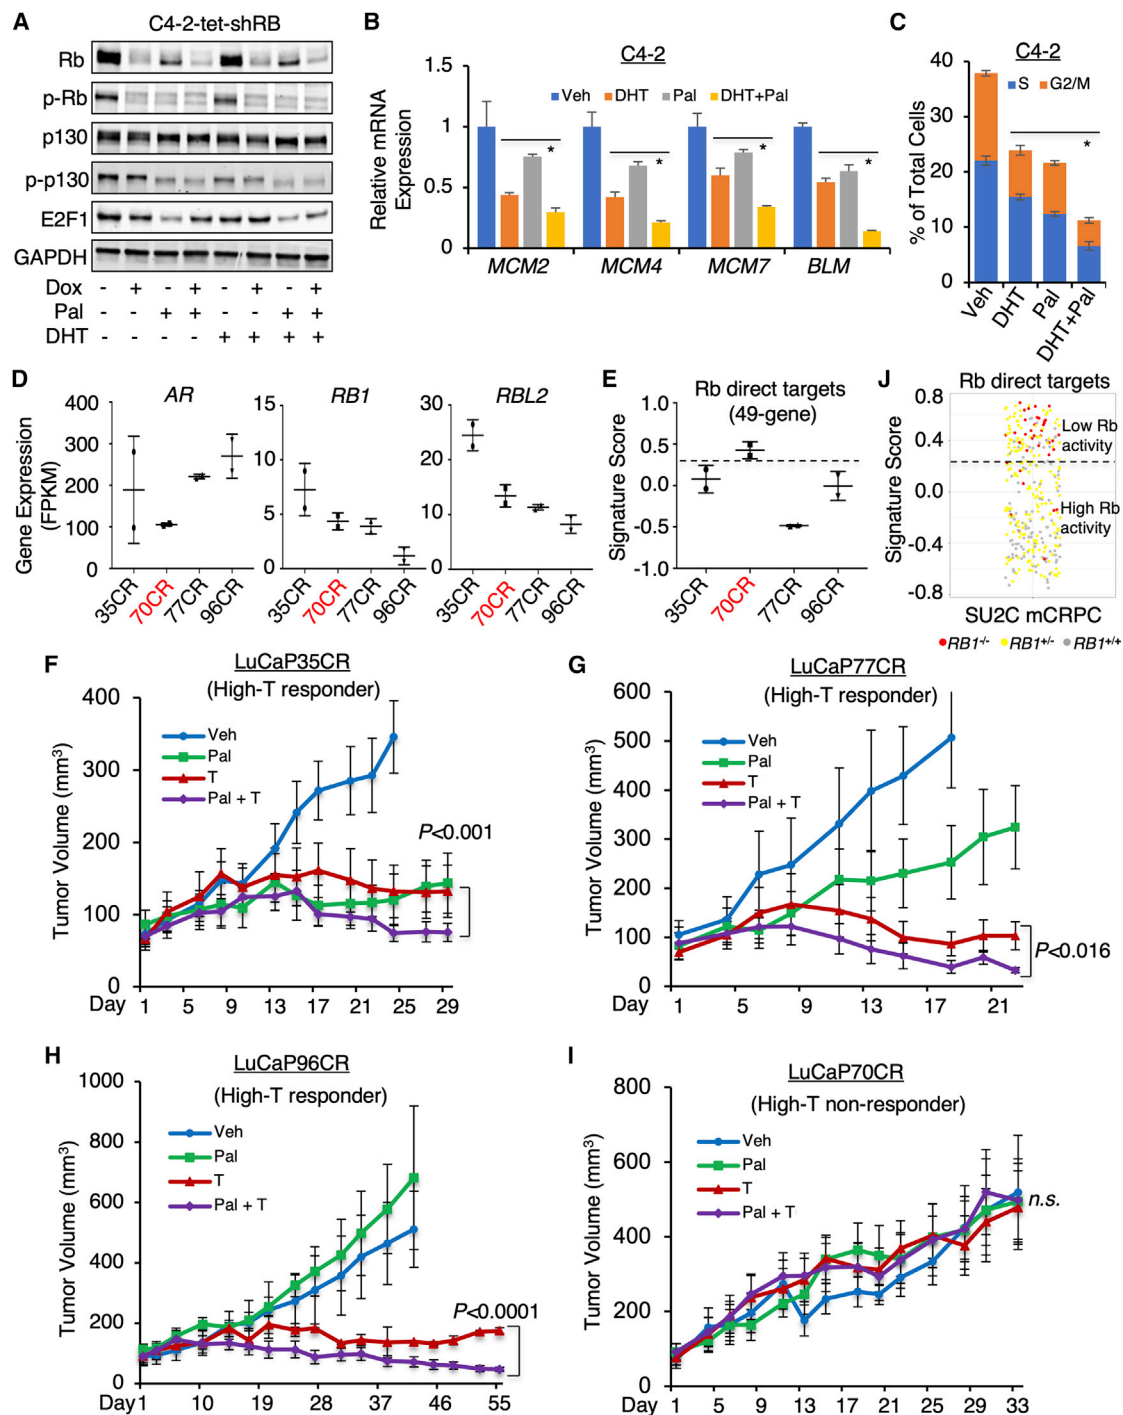 A
C4-2-tet-shRB
Rb
p-Rb
p130
p-p130
E2F1
GAPDH
Dox - + - + - + - +
Pal - - + + - - + +
DHT - - - - + + + +
B
C4-2
Veh DHT Pal DHT+Pal
Relative mRNA
Expression
1.5
1
0.5
0
* * * *
MCM2 MCM4 MCM7 BLM
C
C4-2
S G2/M
% of Total Cells
40
30
20
10
0
*
Veh DHT Pal DHT+Pal
D
AR RB1 RBL2
Gene Expression
(FPKM)
400
300
200
100
0
15
10
5
0
30
20
10
0
35CR 70CR 77CR 96CR
35CR 70CR 77CR 96CR
35CR 70CR 77CR 96CR
E
Rb direct targets
(49-gene)
Signature Score
1.0
0.5
0.0
-0.5
-1.0
35CR 70CR 77CR 96CR
J
Rb direct targets
Signature Score
0.8
0.4
0.0
-0.4
-0.8
Low Rb
activity
High Rb
activity
SU2C mCRPC
RB1-/- RB1+/- RB1+/+
F
LuCaP35CR
(High-T responder)
Veh
Pal
T
Pal + T
Tumor Volume (mm³)
400
300
200
100
0
P<0.001
Day 1 5 9 13 17 21 25 29
G
LuCaP77CR
(High-T responder)
Veh
Pal
T
Pal + T
Tumor Volume (mm³)
600
500
400
300
200
100
0
P<0.016
Day 1 5 9 13 17 21
H
LuCaP96CR
(High-T responder)
Veh
Pal
T
Pal + T
Tumor Volume (mm³)
1000
800
600
400
200
0
P<0.0001
Day 1 10 19 28 37 46 55
I
LuCaP70CR
(High-T non-responder)
Veh
Pal
T
Pal + T
Tumor Volume (mm³)
800
600
400
200
0
n.s.
Day 1 5 9 13 17 21 25 29 33